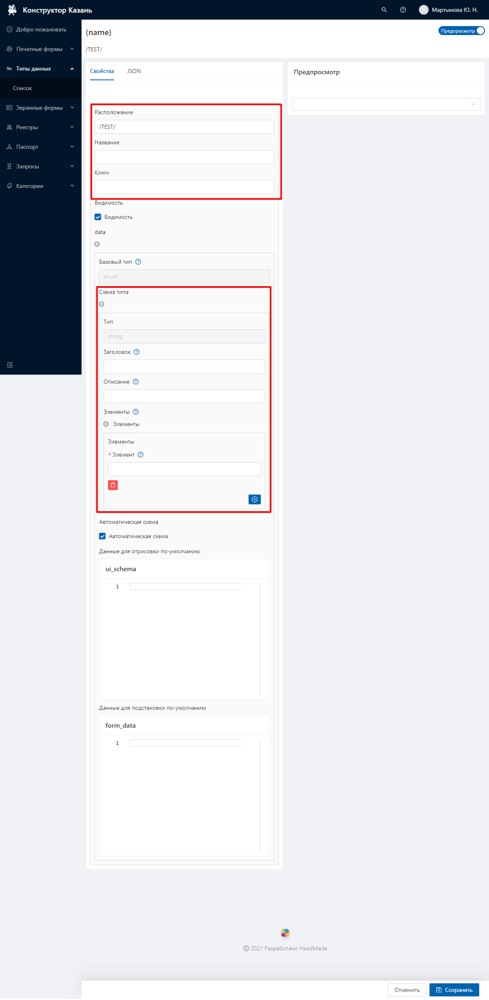 Конструктор Казань
Мартынова Ю. Н.
Добро пожаловать
Печатные формы
Str. Типы данных
Список
Экранные формы
Реестры
Паспорт
Запросы
Категории
(name)
Предпросмотр
/TEST/
Свойства JSON
Предпросмотр
Расположение
/TEST/
Название
Ключ
Видимость
Видимость
data
Базовый тип
enum
Схема типа
Тип
string
Заголовок
Описание
Элементы
Элементы
Элементы
* Элемент
Автоматическая схема
Автоматическая схема
Данные для отрисовки по-умолчанию
ui_schema
1
Данные для подстановки по-умолчанию
form_data
1
© 2021 Разработано HeadMade
Отменить Сохранить